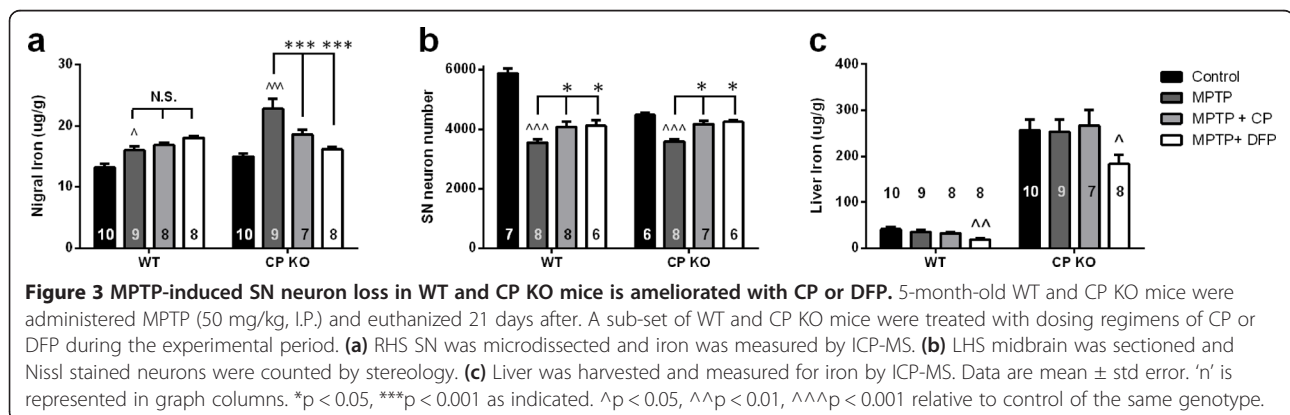 a
b
c
*** ***
N.S.
^
^^^
Nigral Iron (ug/g)
30
20
10
0
10 9 8 8
10 9 7 8
WT CP KO
* *
* *
^^^
^^^
SN neuron number
6000
4000
2000
0
7 8 8 6
6 8 7 6
WT CP KO
^
^^
Liver Iron (ug/g)
400
300
200
100
0
10 9 8 8
10 9 7 8
WT CP KO
Control
MPTP
MPTP + CP
MPTP+ DFP
Figure 3 MPTP-induced SN neuron loss in WT and CP KO mice is ameliorated with CP or DFP. 5-month-old WT and CP KO mice were
administered MPTP (50 mg/kg, I.P.) and euthanized 21 days after. A sub-set of WT and CP KO mice were treated with dosing regimens of CP or
DFP during the experimental period. (a) RHS SN was microdissected and iron was measured by ICP-MS. (b) LHS midbrain was sectioned and
Nissl stained neurons were counted by stereology. (c) Liver was harvested and measured for iron by ICP-MS. Data are mean ± std error. ‘n’ is
represented in graph columns. *p < 0.05, ***p < 0.001 as indicated. ^p < 0.05, ^^p < 0.01, ^^^p < 0.001 relative to control of the same genotype.